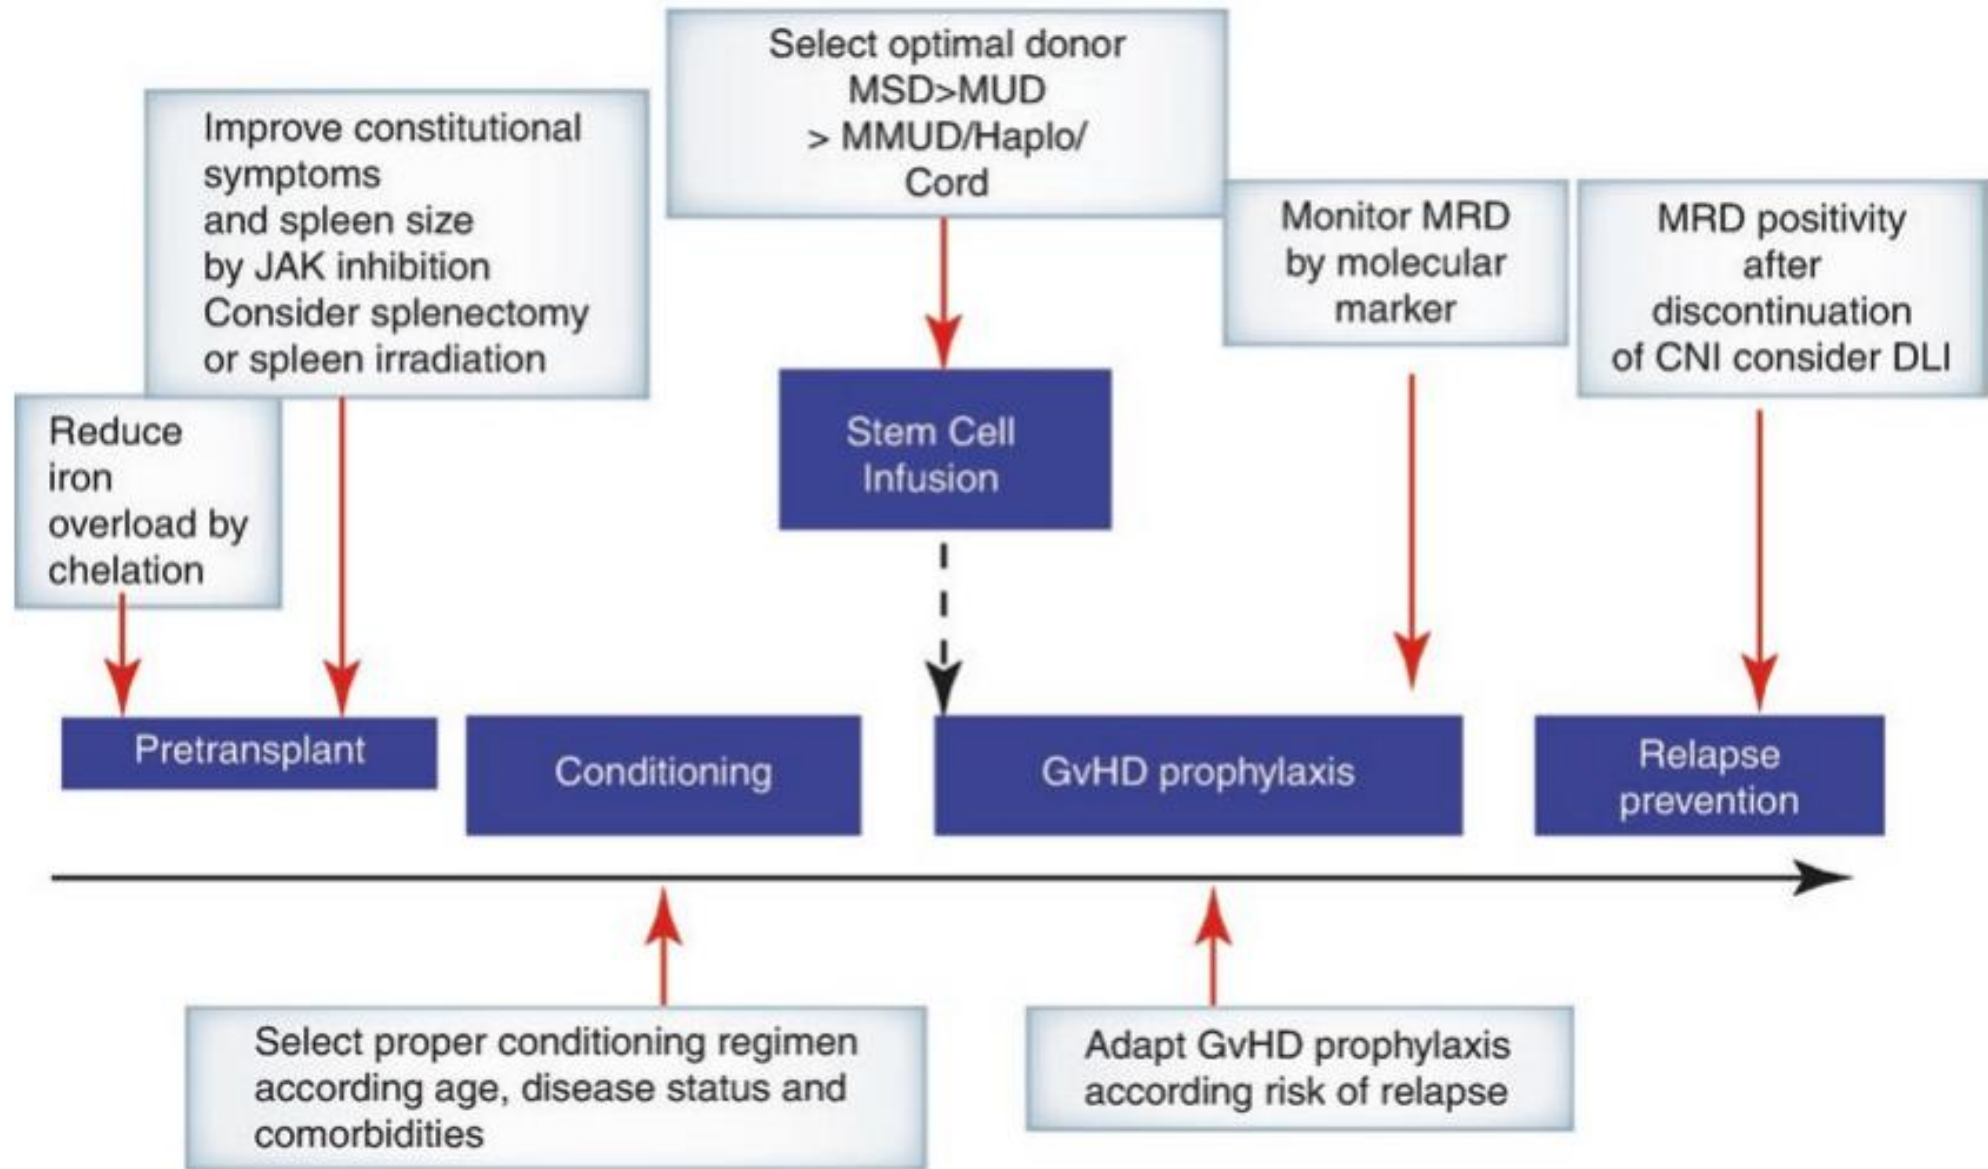 Select optimal donor
MSD>MUD
> MMUD/Haplo/
Cord
Improve constitutional
symptoms
and spleen size
by JAK inhibition
Consider splenectomy
or spleen irradiation
Monitor MRD
by molecular
marker
MRD positivity
after
discontinuation
of CNI consider DLI
Reduce
iron
overload by
chelation
Stem Cell
Infusion
Pretransplant
Conditioning
GvHD prophylaxis
Relapse
prevention
Select proper conditioning regimen
according age, disease status and
comorbidities
Adapt GvHD prophylaxis
according risk of relapse